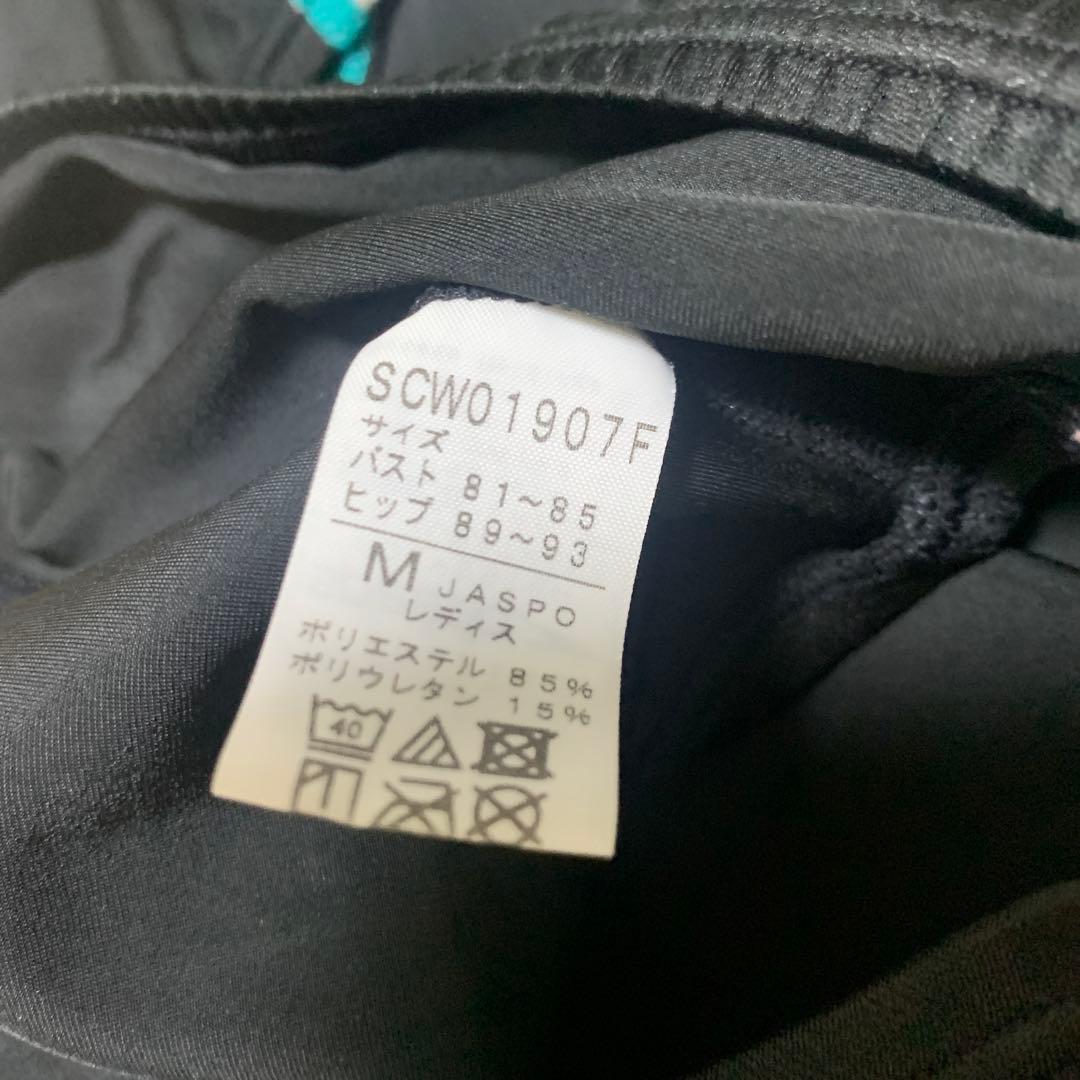 SCW01907F
サイズ
バスト 81~85
ヒップ 89~93
M JASPO
レディス
ポリエステル 85%
ポリウレタン 15%
40